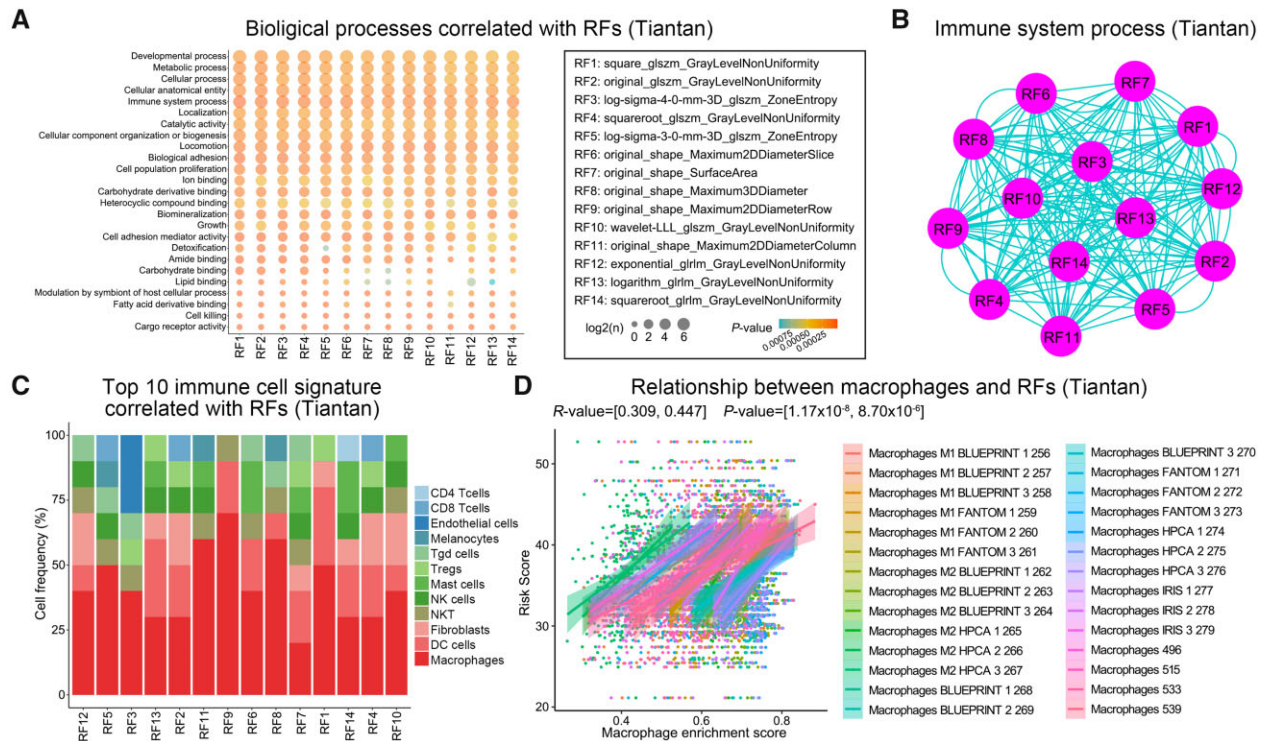 A
Bioligical processes correlated with RFs (Tiantan)
Developmental process
Metabolic process
Cellular process
Cellular anatomical entity
Immune system process
Localization
Catalytic activity
Cellular component organization or biogenesis
Locomotion
Biological adhesion
Cell population proliferation
Ion binding
Carbohydrate derivative binding
Heterocyclic compound binding
Biomineralization
Growth
Cell adhesion mediator activity
Detoxification
Amide binding
Carbohydrate binding
Lipid binding
Modulation by symbiont of host cellular process
Fatty acid derivative binding
Cell killing
Cargo receptor activity
RF1 RF2 RF3 RF4 RF5 RF6 RF7 RF8 RF9 RF10 RF11 RF12 RF13 RF14
RF1: square_glszm_GrayLevelNonUniformity
RF2: original_glszm_GrayLevelNonUniformity
RF3: log-sigma-4-0-mm-3D_glszm_ZoneEntropy
RF4: squareroot_glszm_GrayLevelNonUniformity
RF5: log-sigma-3-0-mm-3D_glszm_ZoneEntropy
RF6: original_shape_Maximum2DDiameterSlice
RF7: original_shape_SurfaceArea
RF8: original_shape_Maximum3DDiameter
RF9: original_shape_Maximum2DDiameterRow
RF10: wavelet-LLL_glszm_GrayLevelNonUniformity
RF11: original_shape_Maximum2DDiameterColumn
RF12: exponential_glrlm_GrayLevelNonUniformity
RF13: logarithm_glrlm_GrayLevelNonUniformity
RF14: squareroot_glrlm_GrayLevelNonUniformity
log2(n)
0 2 4 6
P-value
0.00075 0.00050 0.00025
B
Immune system process (Tiantan)
RF7
RF6
RF1
RF8
RF3
RF12
RF10
RF13
RF9
RF2
RF14
RF4
RF5
RF11
C
Top 10 immune cell signature
correlated with RFs (Tiantan)
Cell frequency (%)
100
75
50
25
0
RF12 RF5 RF3 RF13 RF2 RF11 RF9 RF6 RF8 RF7 RF1 RF14 RF4 RF10
CD4 Tcells
CD8 Tcells
Endothelial cells
Melanocytes
Tgd cells
Tregs
Mast cells
NK cells
NKT
Fibroblasts
DC cells
Macrophages
D
Relationship between macrophages and RFs (Tiantan)
R-value=[0.309, 0.447] P-value=[1.17x10⁻⁸, 8.70x10⁻⁶]
Risk Score
50
40
30
20
0.4 0.6 0.8
Macrophage enrichment score
Macrophages M1 BLUEPRINT 1 256
Macrophages M1 BLUEPRINT 2 257
Macrophages M1 BLUEPRINT 3 258
Macrophages M1 FANTOM 1 259
Macrophages M1 FANTOM 2 260
Macrophages M1 FANTOM 3 261
Macrophages M2 BLUEPRINT 1 262
Macrophages M2 BLUEPRINT 2 263
Macrophages M2 BLUEPRINT 3 264
Macrophages M2 HPCA 1 265
Macrophages M2 HPCA 2 266
Macrophages M2 HPCA 3 267
Macrophages BLUEPRINT 1 268
Macrophages BLUEPRINT 2 269
Macrophages BLUEPRINT 3 270
Macrophages FANTOM 1 271
Macrophages FANTOM 2 272
Macrophages FANTOM 3 273
Macrophages HPCA 1 274
Macrophages HPCA 2 275
Macrophages HPCA 3 276
Macrophages IRIS 1 277
Macrophages IRIS 2 278
Macrophages IRIS 3 279
Macrophages 496
Macrophages 515
Macrophages 533
Macrophages 539